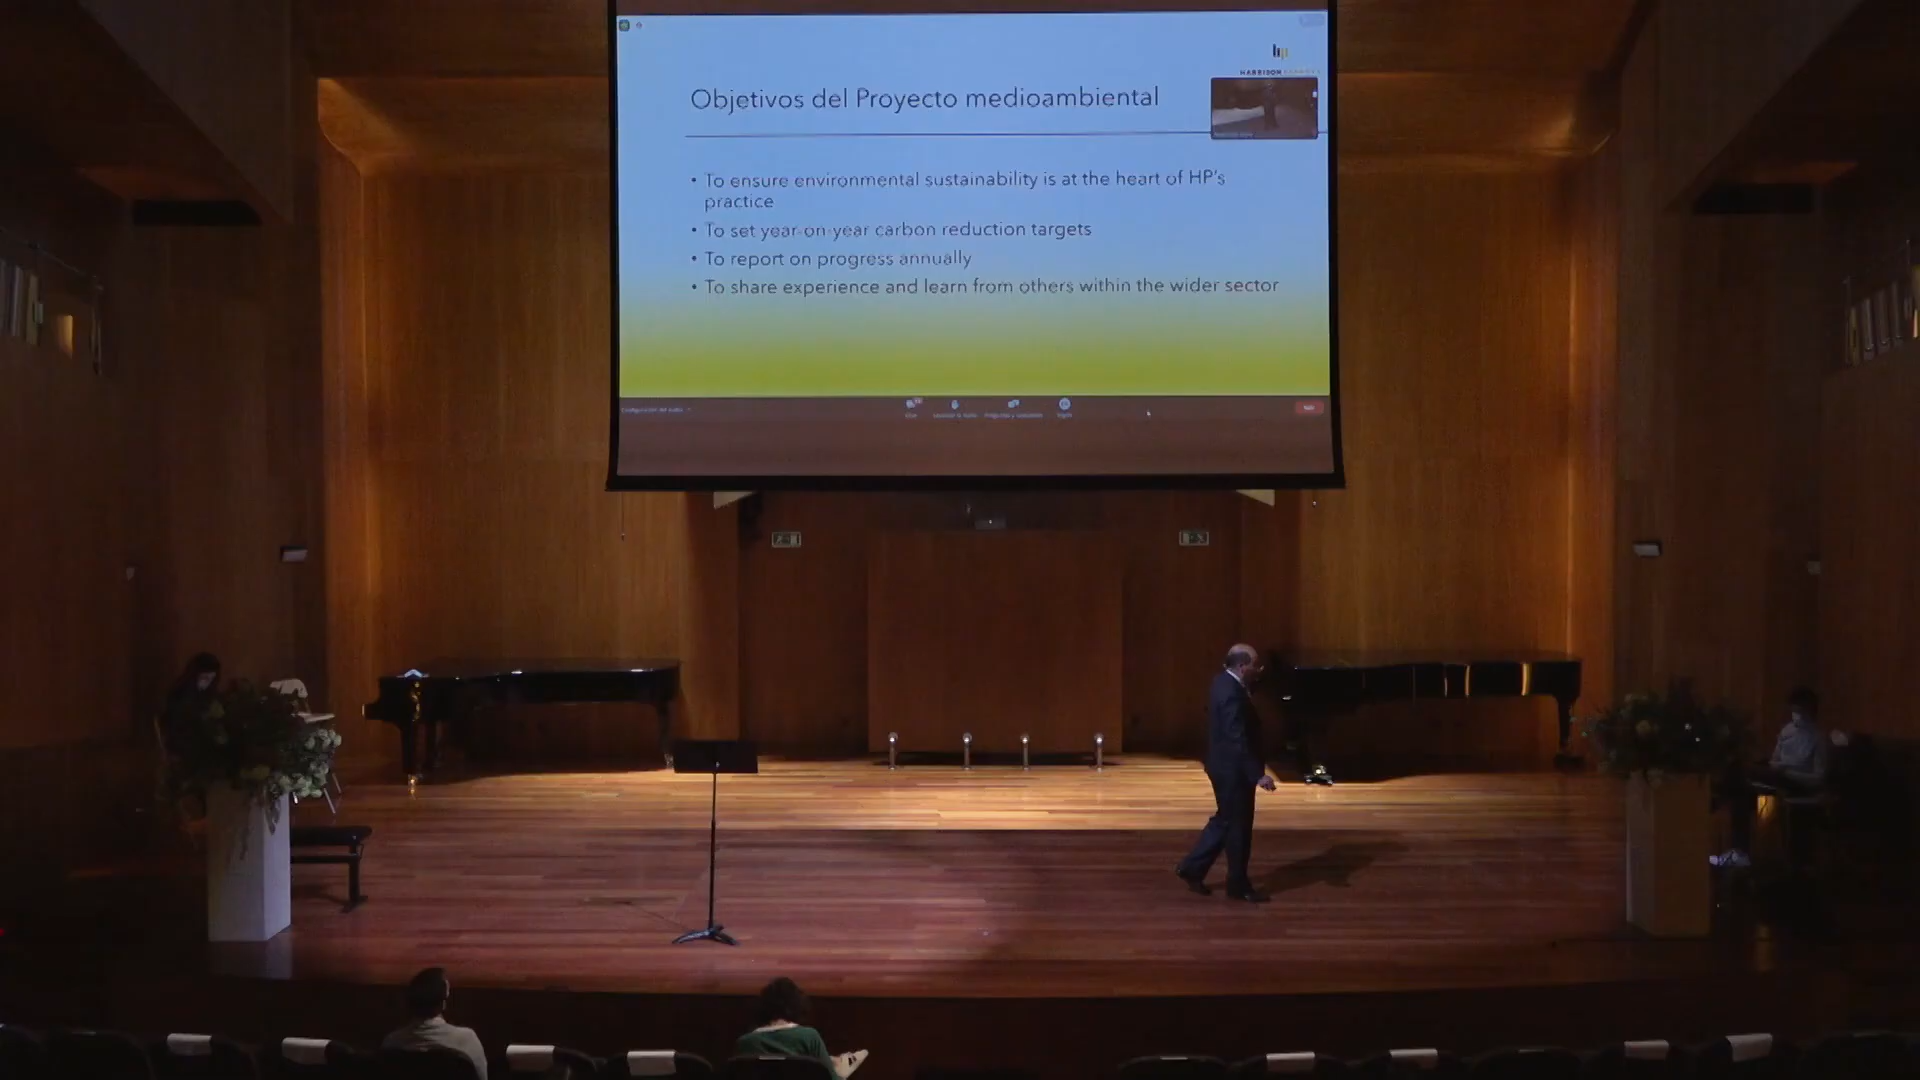 HARRISON
Objetivos del Proyecto medioambiental
• To ensure environmental sustainability is at the heart of HP's
practice
• To set year-on-year carbon reduction targets
• To report on progress annually
• To share experience and learn from others within the wider sector